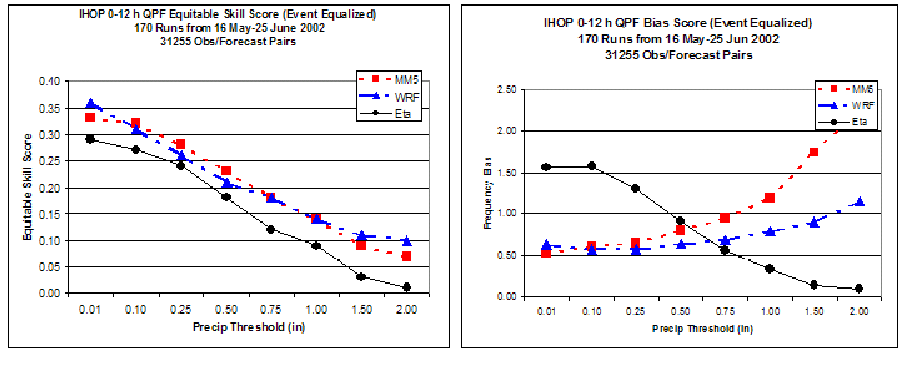 IHOP 0-12 h QPF Equitable Skill Score (Event Equalized)
170 Runs from 16 May-25 June 2002
31255 Obs/Forecast Pairs
MM5
WRF
Eta
Equitable Skill Score
0.40
0.35
0.30
0.25
0.20
0.15
0.10
0.05
0.00
0.01 0.10 0.25 0.50 0.75 1.00 1.50 2.00
Precip Threshold (in)
IHOP 0-12 h QPF Bias Score (Event Equalized)
170 Runs from 16 May-25 Jun 2002
31255 Obs/Forecast Pairs
MM5
WRF
Eta
Frequency Bias
2.50
2.00
1.50
1.00
0.50
0.00
0.01 0.10 0.25 0.50 0.75 1.00 1.50 2.00
Precip Threshold (in)